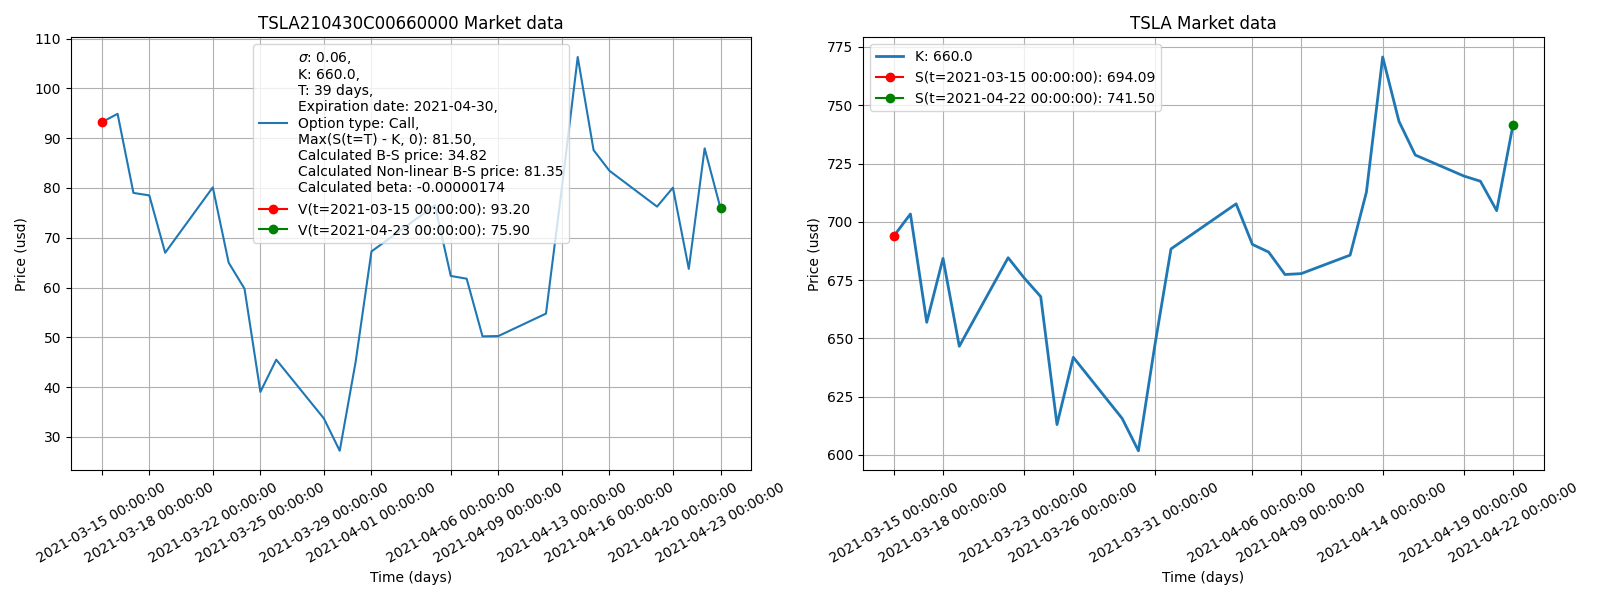 TSLA210430C00660000 Market data
Price (usd)
110
100
90
80
70
60
50
40
30
σ: 0.06,
K: 660.0,
T: 39 days,
Expiration date: 2021-04-30,
Option type: Call,
Max(S(t=T) - K, 0): 81.50,
Calculated B-S price: 34.82
Calculated Non-linear B-S price: 81.35
Calculated beta: -0.00000174
V(t=2021-03-15 00:00:00): 93.20
V(t=2021-04-23 00:00:00): 75.90
2021-03-15 00:00:00
2021-03-18 00:00:00
2021-03-22 00:00:00
2021-03-25 00:00:00
2021-03-29 00:00:00
2021-04-01 00:00:00
2021-04-06 00:00:00
2021-04-09 00:00:00
2021-04-13 00:00:00
2021-04-16 00:00:00
2021-04-20 00:00:00
2021-04-23 00:00:00
Time (days)
TSLA Market data
Price (usd)
775
750
725
700
675
650
625
600
K: 660.0
S(t=2021-03-15 00:00:00): 694.09
S(t=2021-04-22 00:00:00): 741.50
2021-03-15 00:00:00
2021-03-18 00:00:00
2021-03-23 00:00:00
2021-03-26 00:00:00
2021-03-31 00:00:00
2021-04-06 00:00:00
2021-04-09 00:00:00
2021-04-14 00:00:00
2021-04-19 00:00:00
2021-04-22 00:00:00
Time (days)